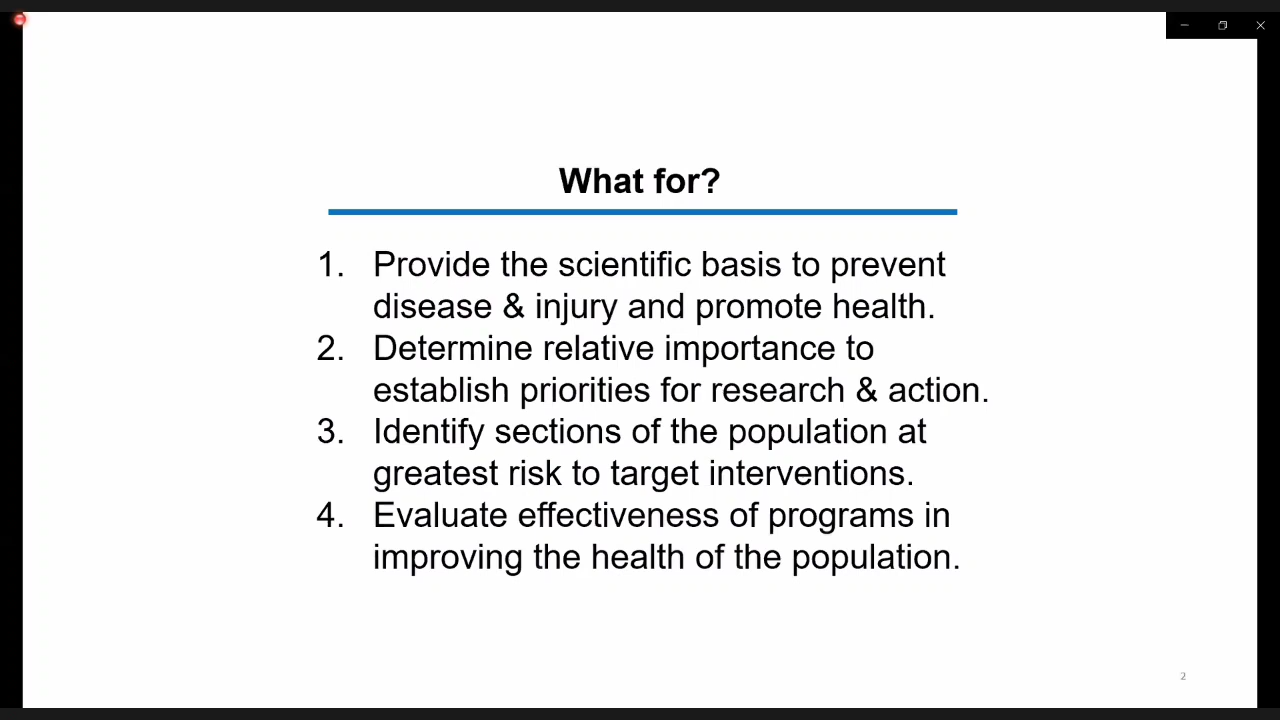 What for?
1. Provide the scientific basis to prevent
disease & injury and promote health.
2. Determine relative importance to
establish priorities for research & action.
3. Identify sections of the population at
greatest risk to target interventions.
4. Evaluate effectiveness of programs in
improving the health of the population.
2